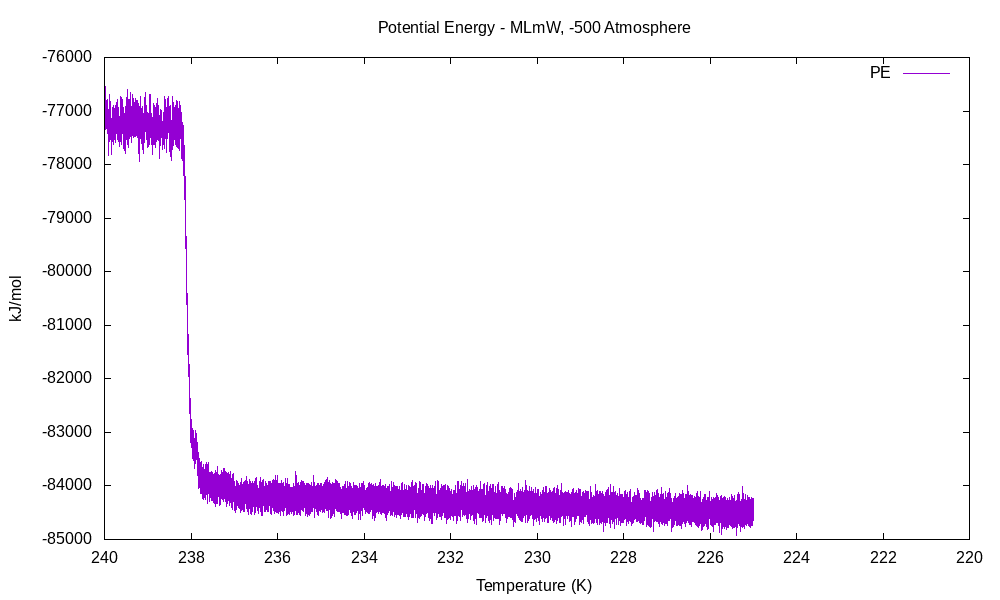 Potential Energy - MLmW, -500 Atmosphere
PE
-76000
-77000
-78000
-79000
-80000
-81000
-82000
-83000
-84000
-85000
kJ/mol
240 238 236 234 232 230 228 226 224 222 220
Temperature (K)